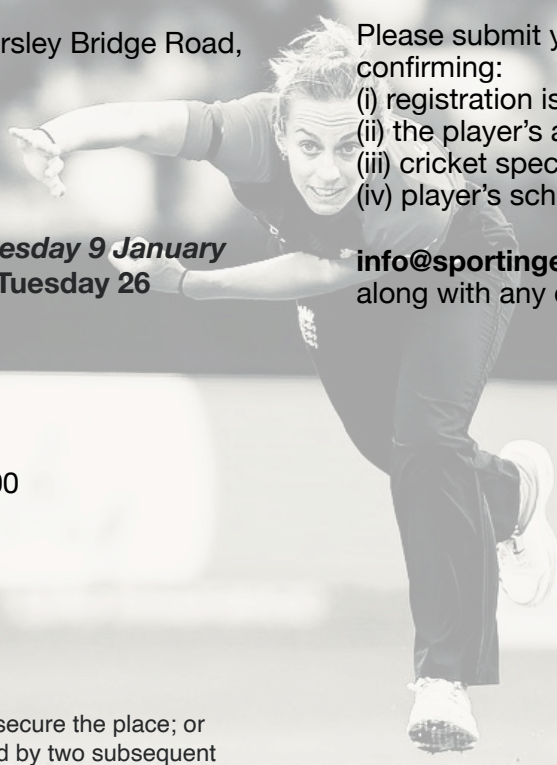 rsley Bridge Road,
esday 9 January
Tuesday 26
00
secure the place; or
d by two subsequent
Please submit y
confirming:
(i) registration is
(ii) the player's a
(iii) cricket spec
(iv) player's sch
info@sportinge
along with any